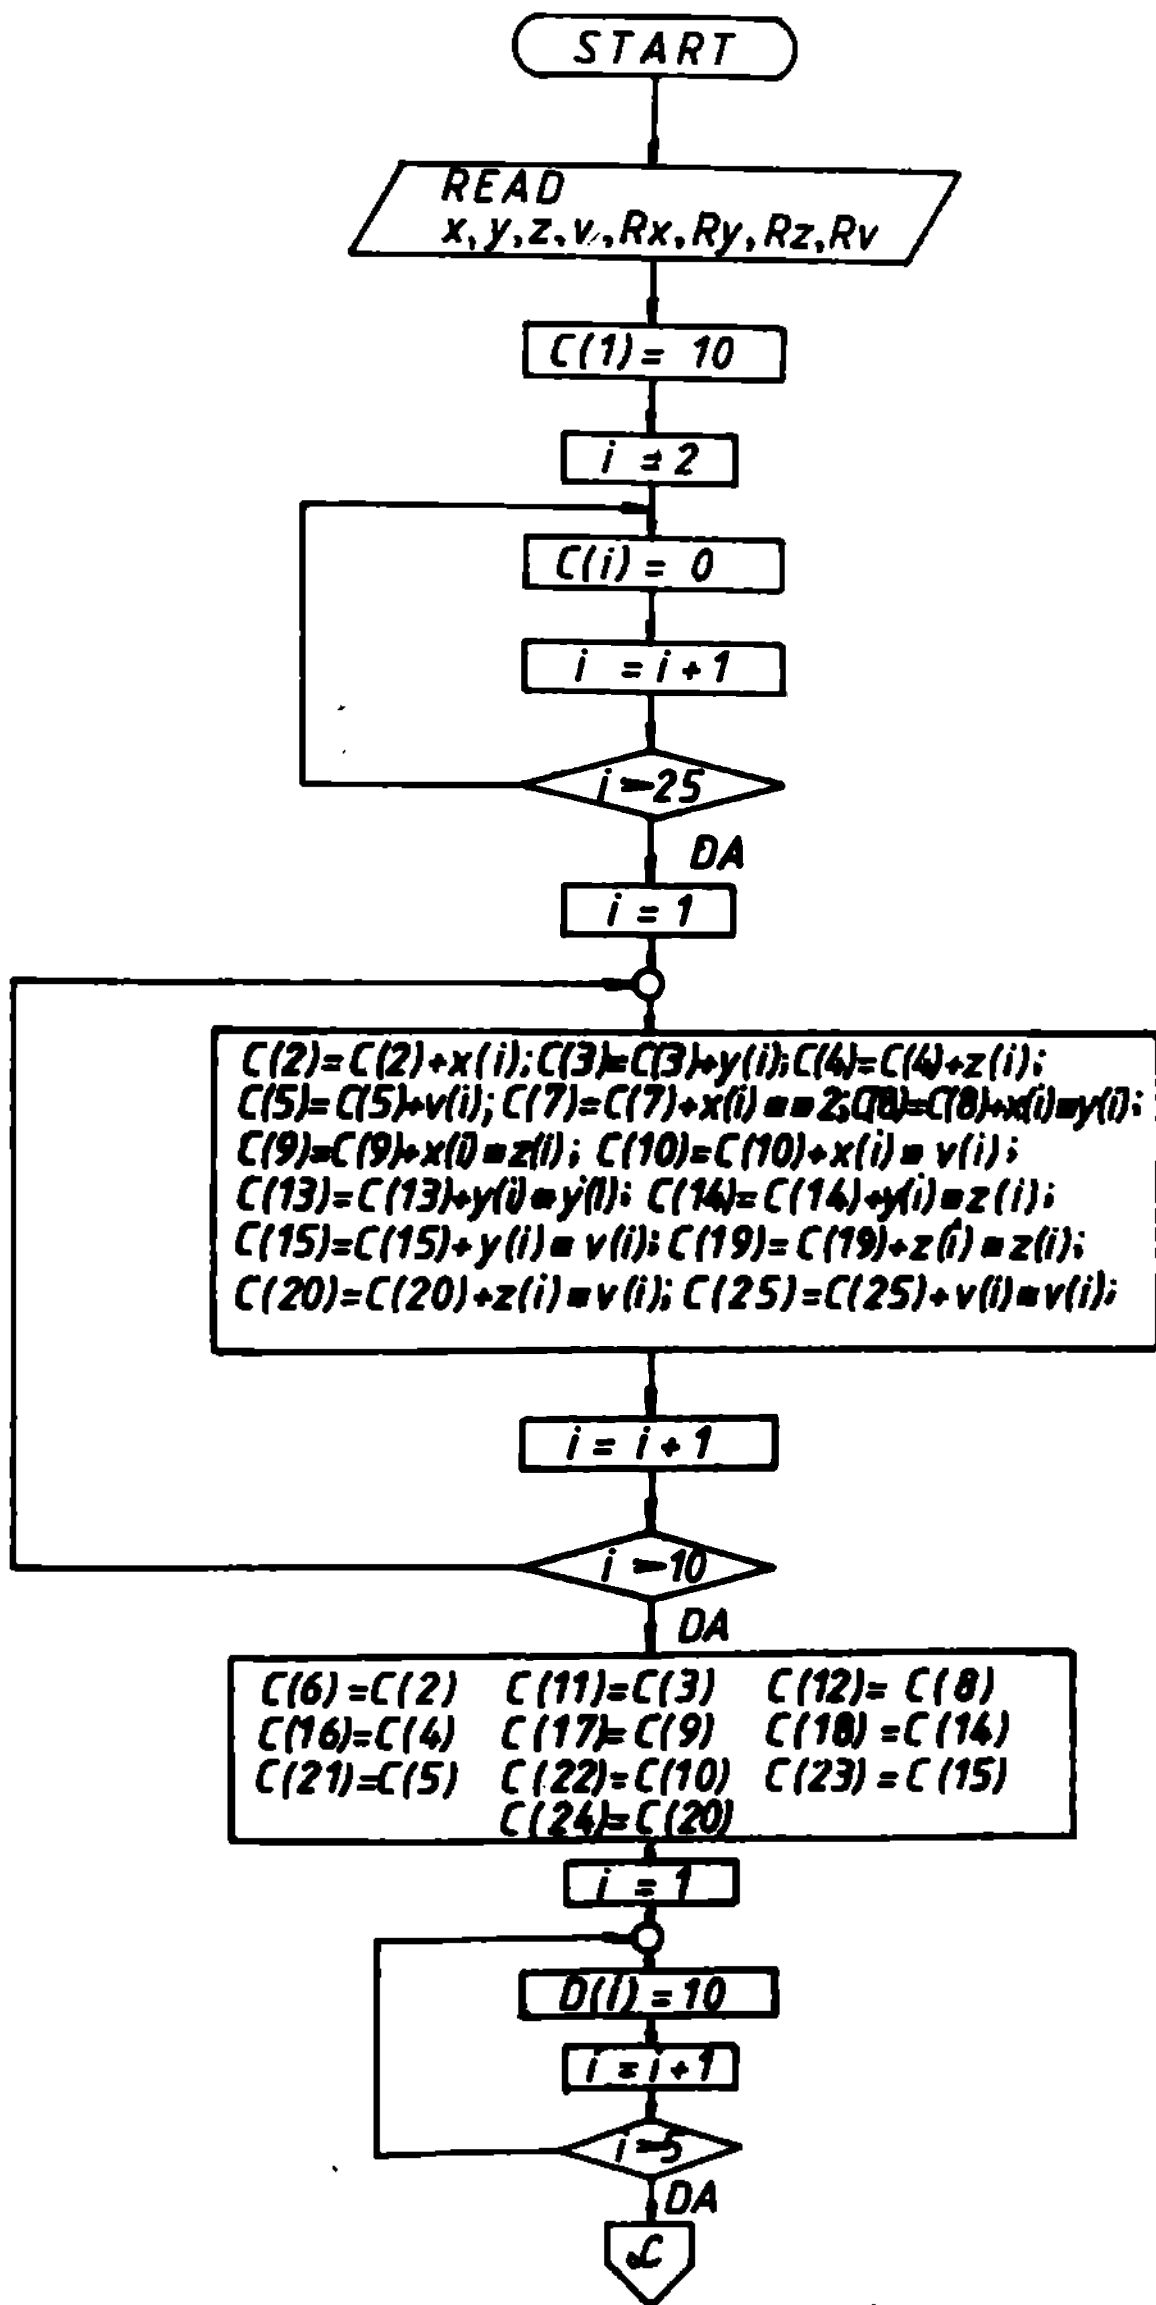 START
READ
x, y, z, v, Rx, Ry, Rz, Rv
C(1) = 10
i = 2
C(i) = 0
i = i + 1
i > 25
DA
i = 1
C(2)=C(2)+x(i); C(3)=C(3)+y(i); C(4)=C(4)+z(i);
C(5)=C(5)+v(i); C(7)=C(7)+x(i)**2; C(8)=C(8)+x(i)*y(i);
C(9)=C(9)+x(i)*z(i); C(10)=C(10)+x(i)*v(i);
C(13)=C(13)+y(i)*y(i); C(14)=C(14)+y(i)*z(i);
C(15)=C(15)+y(i)*v(i); C(19)=C(19)+z(i)*z(i);
C(20)=C(20)+z(i)*v(i); C(25)=C(25)+v(i)*v(i);
i = i + 1
i > 10
DA
C(6)=C(2) C(11)=C(3) C(12)=C(8)
C(16)=C(4) C(17)=C(9) C(18)=C(14)
C(21)=C(5) C(22)=C(10) C(23)=C(15)
C(24)=C(20)
i = 1
D(i) = 10
i = i + 1
i > 5
DA